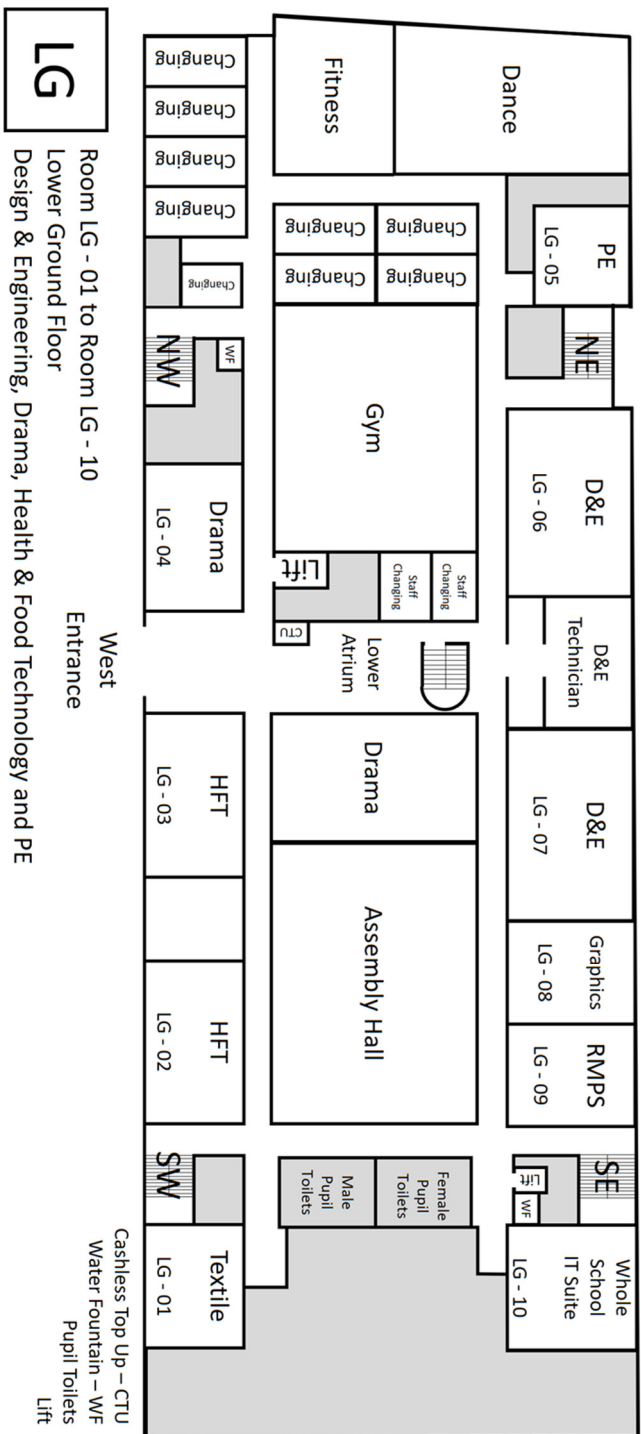 Dance
PE
LG - 05
NE
D&E
LG - 06
D&E
Technician
D&E
LG - 07
Graphics
LG - 08
RMPS
LG - 09
SE
Lift
WF
Whole
School
IT Suite
LG - 10
Fitness
Changing
Changing
Changing
Changing
Gym
Staff
Changing
Staff
Changing
Lift
CTU
Lower
Atrium
Drama
Assembly Hall
Female
Pupil
Toilets
Male
Pupil
Toilets
Changing
Changing
Changing
Changing
Changing
NW
WF
Drama
LG - 04
HFT
LG - 03
HFT
LG - 02
SW
Textile
LG - 01
West
Entrance
LG
Room LG - 01 to Room LG - 10
Lower Ground Floor
Design & Engineering, Drama, Health & Food Technology and PE
Cashless Top Up – CTU
Water Fountain – WF
Pupil Toilets
Lift